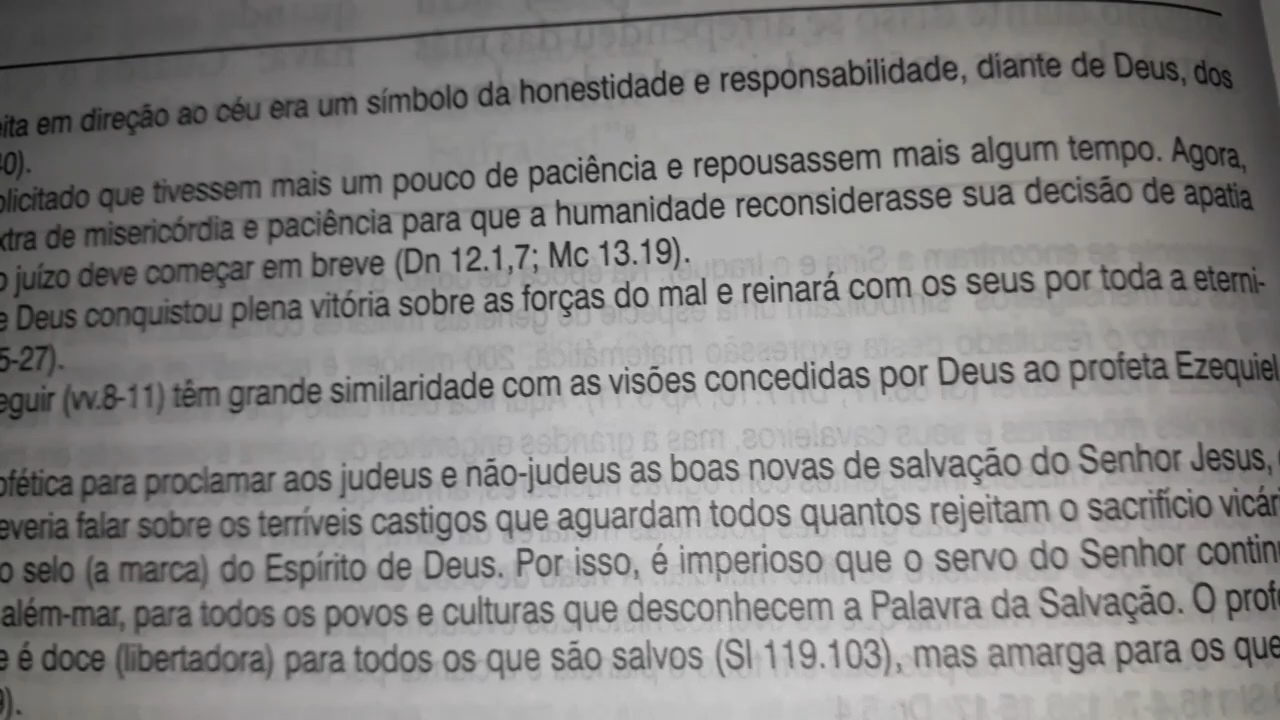 ita em direção ao céu era um símbolo da honestidade e responsabilidade, diante de Deus, dos
0).
olicitado que tivessem mais um pouco de paciência e repousassem mais algum tempo. Agora,
xtra de misericórdia e paciência para que a humanidade reconsiderasse sua decisão de apatia
o juízo deve começar em breve (Dn 12.1,7; Mc 13.19).
e Deus conquistou plena vitória sobre as forças do mal e reinará com os seus por toda a eterni-
5-27).
eguir (vv.8-11) têm grande similaridade com as visões concedidas por Deus ao profeta Ezequiel
ofética para proclamar aos judeus e não-judeus as boas novas de salvação do Senhor Jesus,
everia falar sobre os terríveis castigos que aguardam todos quantos rejeitam o sacrifício vicár
o selo (a marca) do Espírito de Deus. Por isso, é imperioso que o servo do Senhor contin
além-mar, para todos os povos e culturas que desconhecem a Palavra da Salvação. O prof
e é doce (libertadora) para todos os que são salvos (Sl 119.103), mas amarga para os que
).